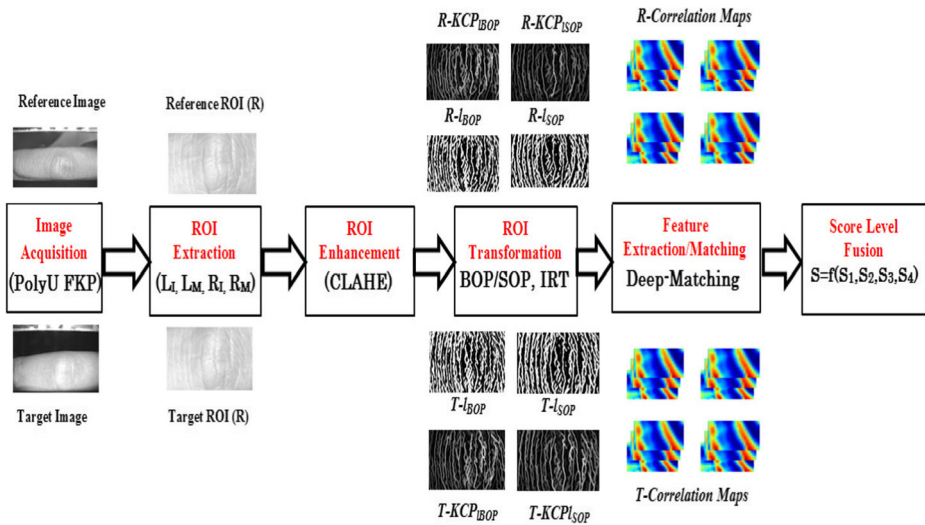 R-KCP_lBOP R-KCP_lSOP R-Correlation Maps
Reference Image Reference ROI (R)
R-l_BOP R-l_SOP
Image Acquisition (PolyU FKP)
ROI Extraction (L_I, L_M, R_I, R_M)
ROI Enhancement (CLAHE)
ROI Transformation BOP/SOP, IRT
Feature Extraction/Matching Deep-Matching
Score Level Fusion S=f(S_1,S_2,S_3,S_4)
T-l_BOP T-l_SOP
Target Image Target ROI (R)
T-KCP_lBOP T-KCPl_SOP T-Correlation Maps